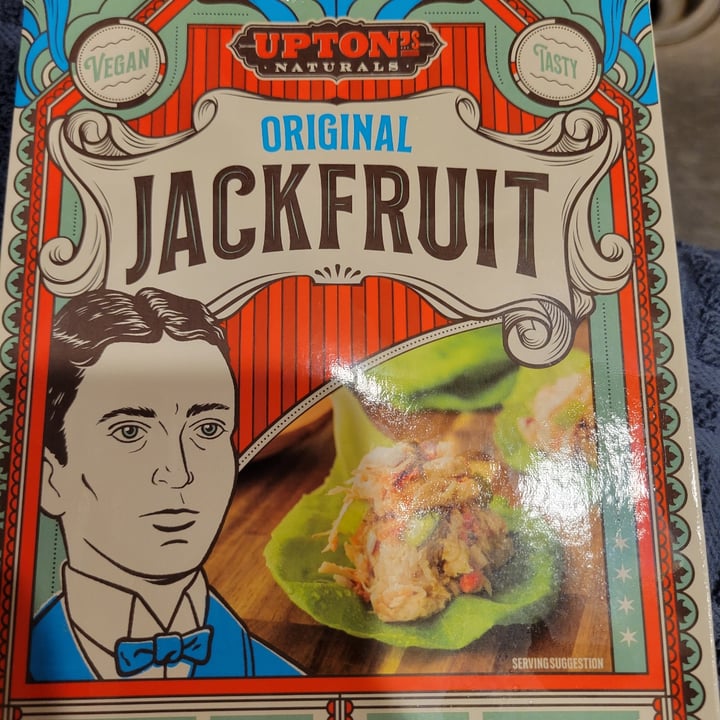 VEGAN
UPTON'S
NATURALS
TASTY
ORIGINAL
JACKFRUIT
SERVING SUGGESTION